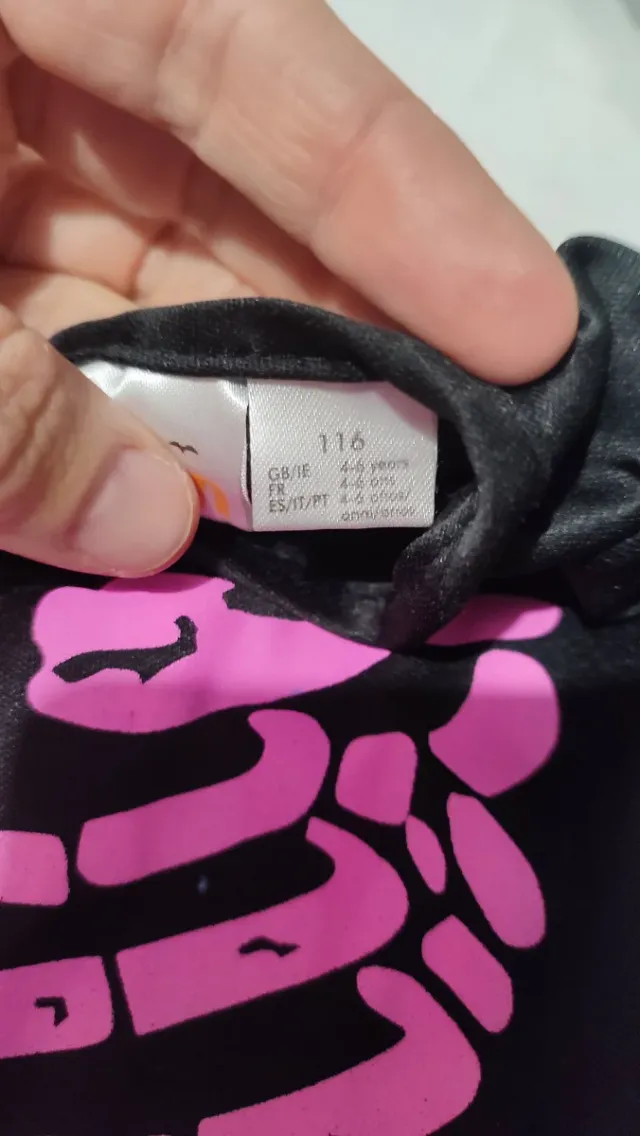 116
GB/IE 4-6 years
FR 4-6 ans
ES/IT/PT 4-6 años/
anni/anos